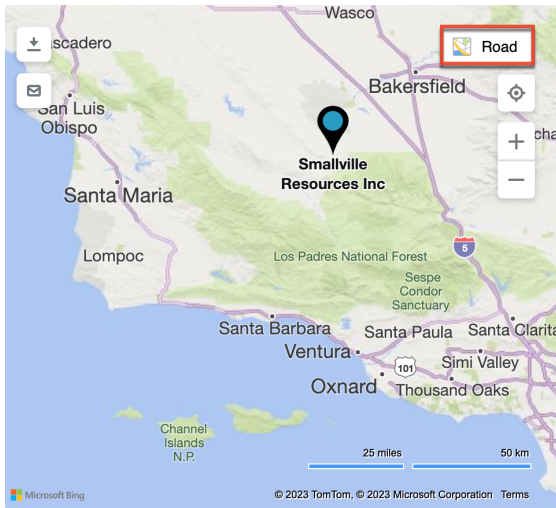 Wasco
ascadero
Road
Bakersfield
San Luis
Obispo
cha
Smallville
Resources Inc
Santa Maria
5
Lompoc
Los Padres National Forest
Sespe
Condor
Sanctuary
Santa Barbara
Santa Paula
Santa Clarita
Ventura
101
Simi Valley
Oxnard
Thousand Oaks
Channel
Islands
N.P.
25 miles
50 km
Microsoft Bing
© 2023 TomTom, © 2023 Microsoft Corporation Terms